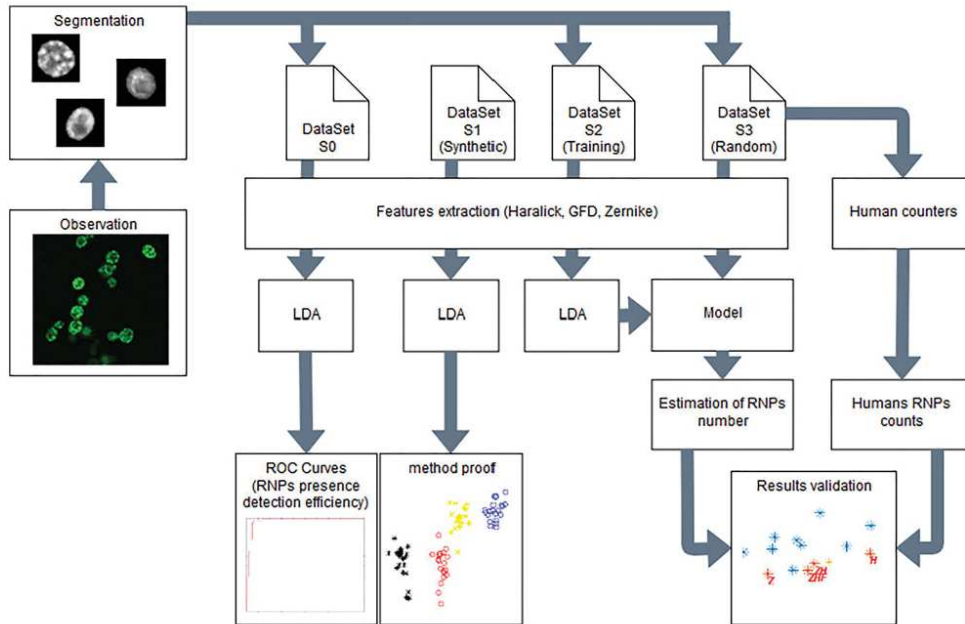 Segmentation
Observation
DataSet
S0
DataSet
S1
(Synthetic)
DataSet
S2
(Training)
DataSet
S3
(Random)
Features extraction (Haralick, GFD, Zernike)
Human counters
LDA
LDA
LDA
Model
Estimation of RNPs
number
Humans RNPs
counts
ROC Curves
(RNPs presence
detection efficiency)
method proof
Results validation
Z
H